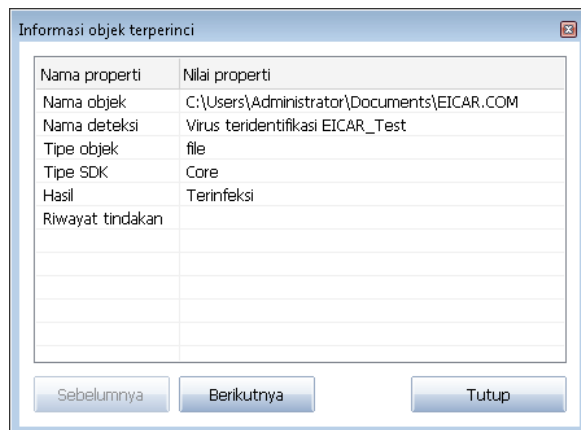 Informasi objek terperinci
Nama properti Nilai properti
Nama objek C:\Users\Administrator\Documents\EICAR.COM
Nama deteksi Virus teridentifikasi EICAR_Test
Tipe objek file
Tipe SDK Core
Hasil Terinfeksi
Riwayat tindakan
Sebelumnya Berikutnya Tutup